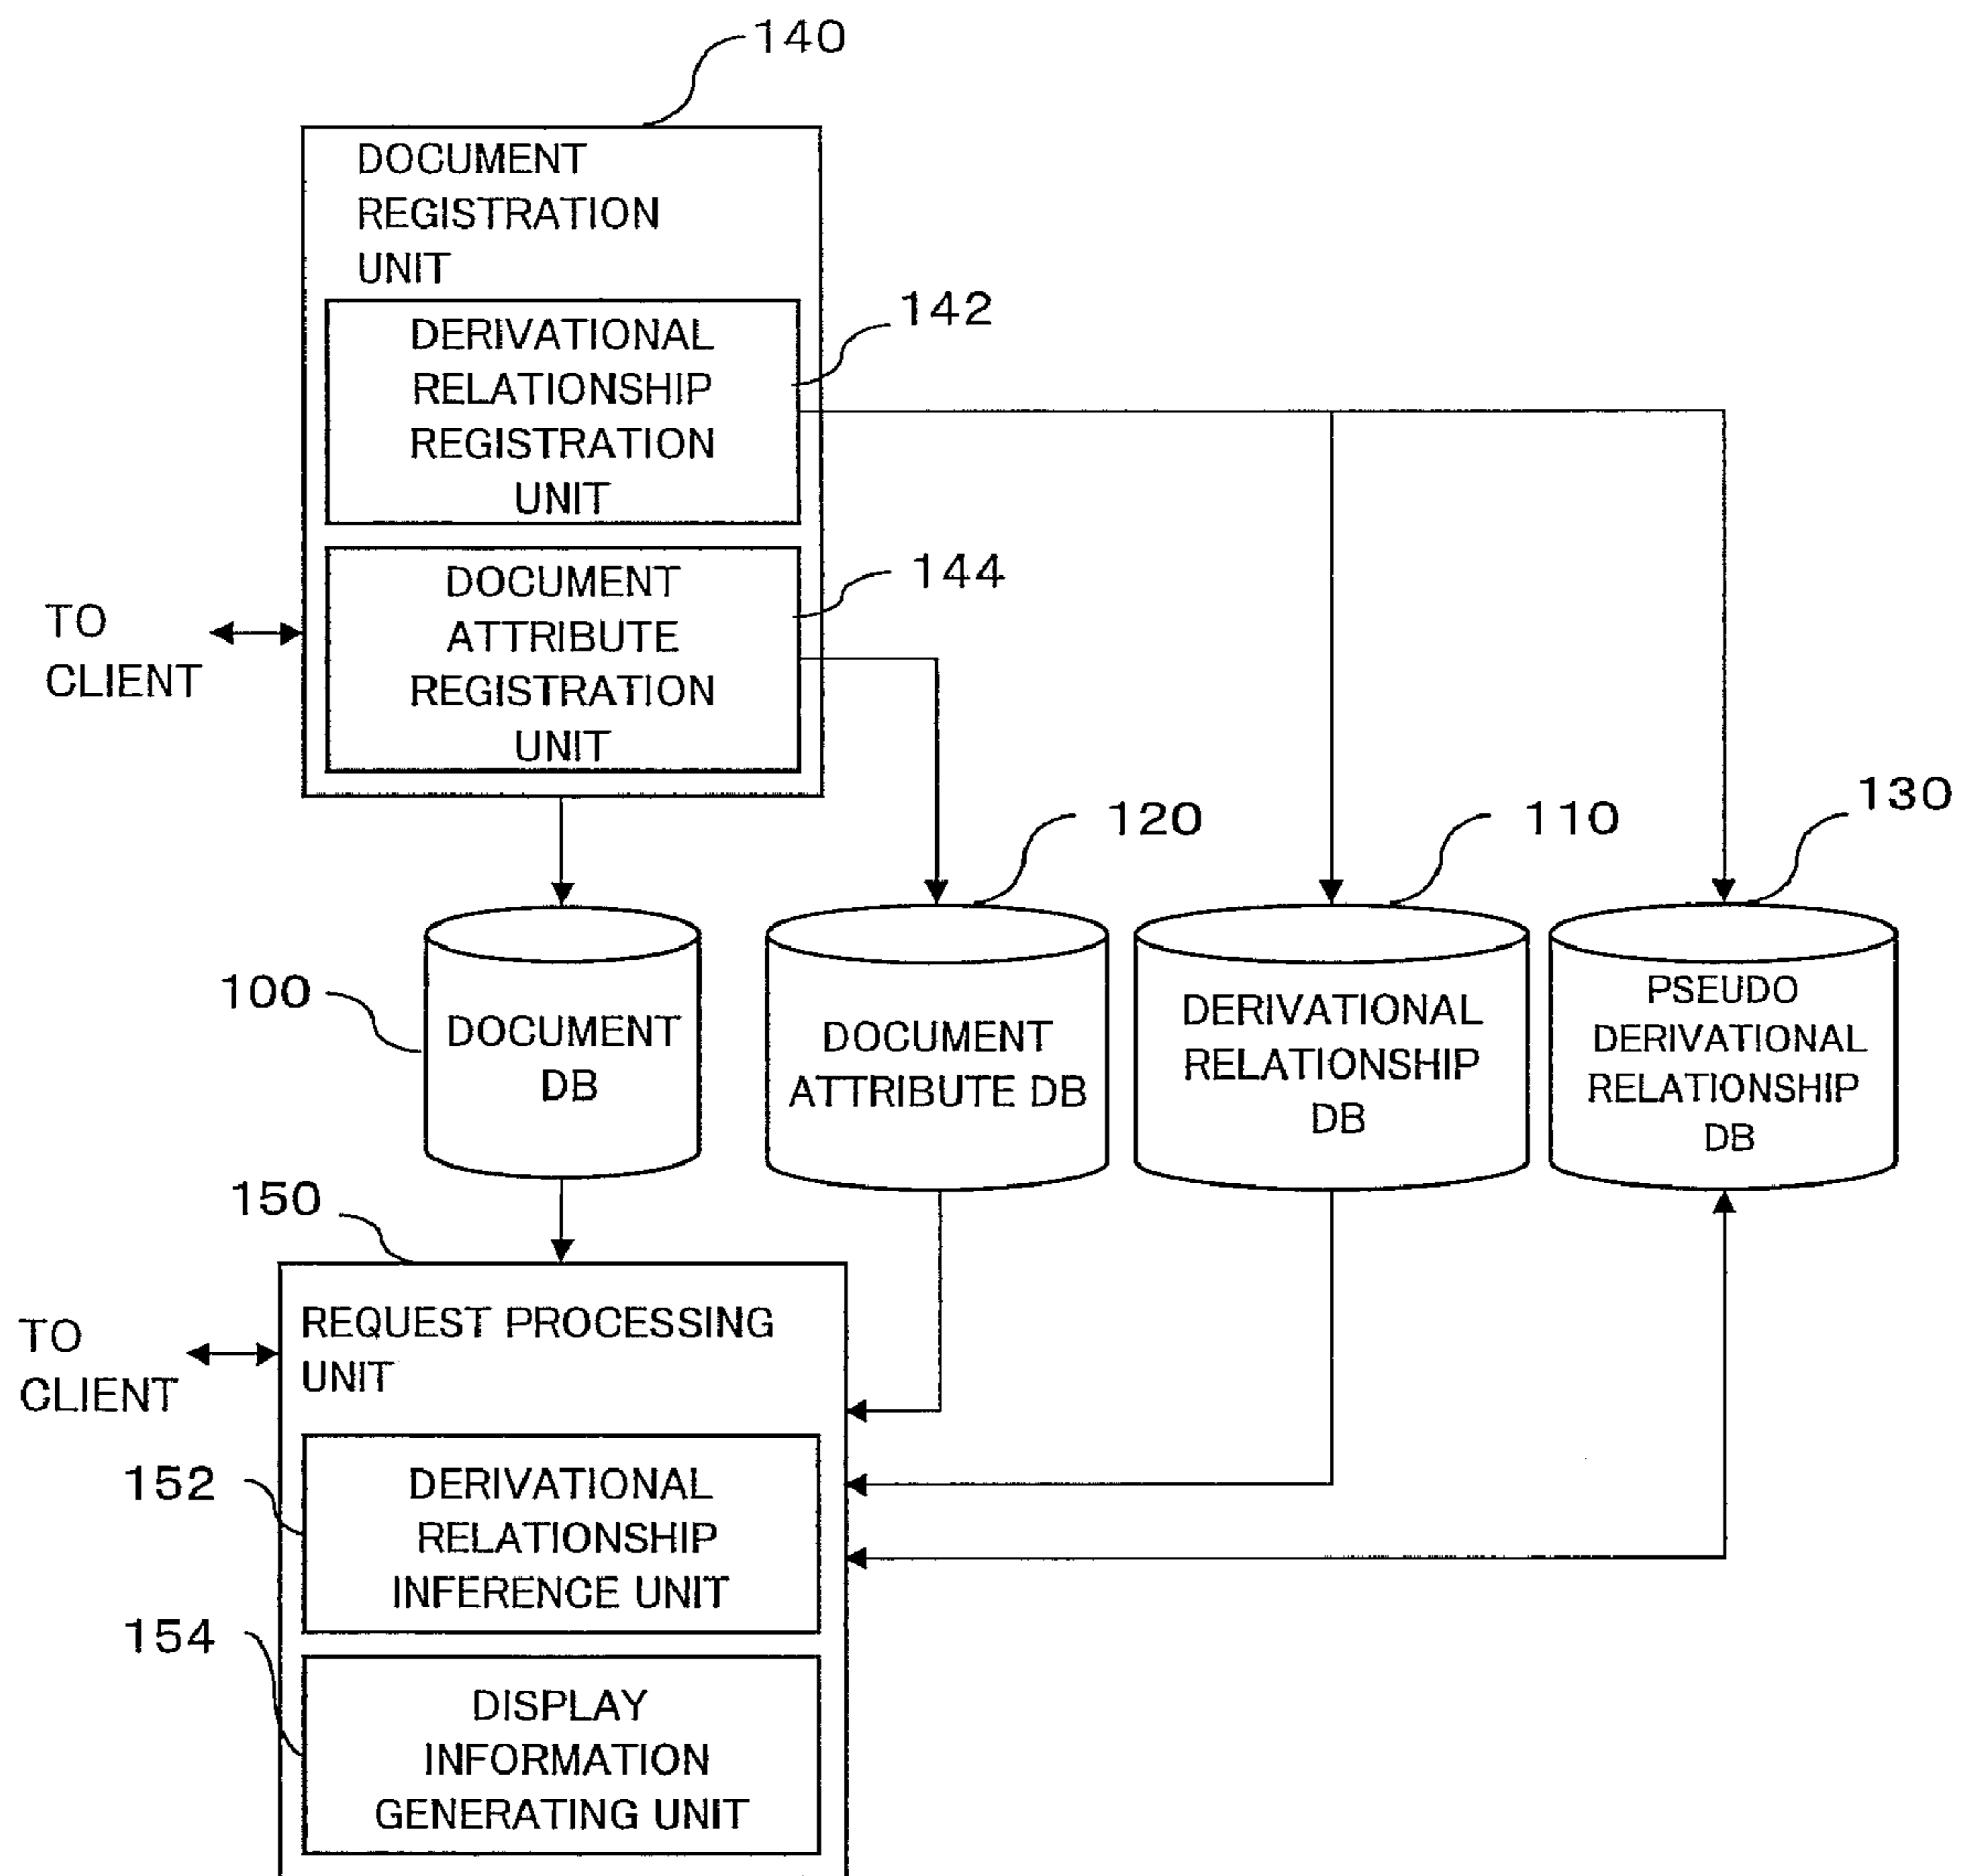 140
DOCUMENT
REGISTRATION
UNIT
142
DERIVATIONAL
RELATIONSHIP
REGISTRATION
UNIT
144
DOCUMENT
ATTRIBUTE
REGISTRATION
UNIT
TO
CLIENT
120
110
130
100
DOCUMENT
DB
DOCUMENT
ATTRIBUTE DB
DERIVATIONAL
RELATIONSHIP
DB
PSEUDO
DERIVATIONAL
RELATIONSHIP
DB
150
REQUEST PROCESSING
UNIT
TO
CLIENT
152
DERIVATIONAL
RELATIONSHIP
INFERENCE UNIT
154
DISPLAY
INFORMATION
GENERATING UNIT